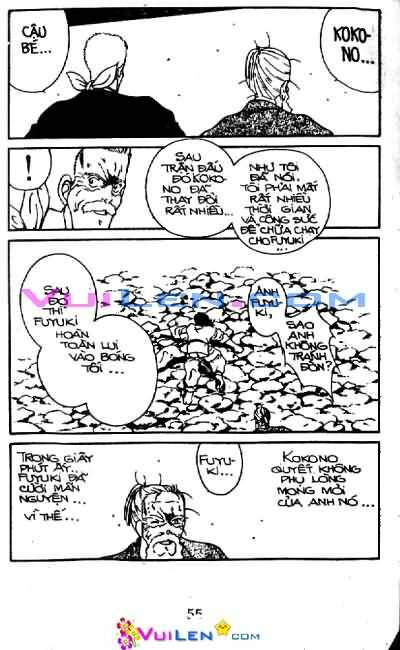 CẬU
BÉ...
KOKO-
NO...
!
SAU
TRẬN ĐẤU
ĐÓ KOKO-
NO ĐÃ
THAY ĐỔI
RẤT NHIỀU...
NHƯ TÔI
ĐÃ NÓI,
TÔI PHẢI MẤT
RẤT NHIỀU
THỜI GIAN
VÀ CÔNG SỨC
ĐỂ CHỮA CHẠY
CHO FUYUKI
...
SAU
ĐÓ
THÌ
FUYUKI
HOÀN
TOÀN LUI
VÀO BÓNG
TỐI...
ANH
FUYU-
KI,
SAO
ANH
KHÔNG
TRÁNH
ĐÒN?
VUILEN.COM
TRONG GIÂY
PHÚT ẤY...
FUYUKI ĐÃ
CƯỜI MÃN
NGUYỆN...
VÌ THẾ...
FUYU-
KI...
KOKONO
QUYẾT KHÔNG
PHỤ LÒNG
MONG MỎI
CỦA ANH NÓ...
55
VUILEN.COM